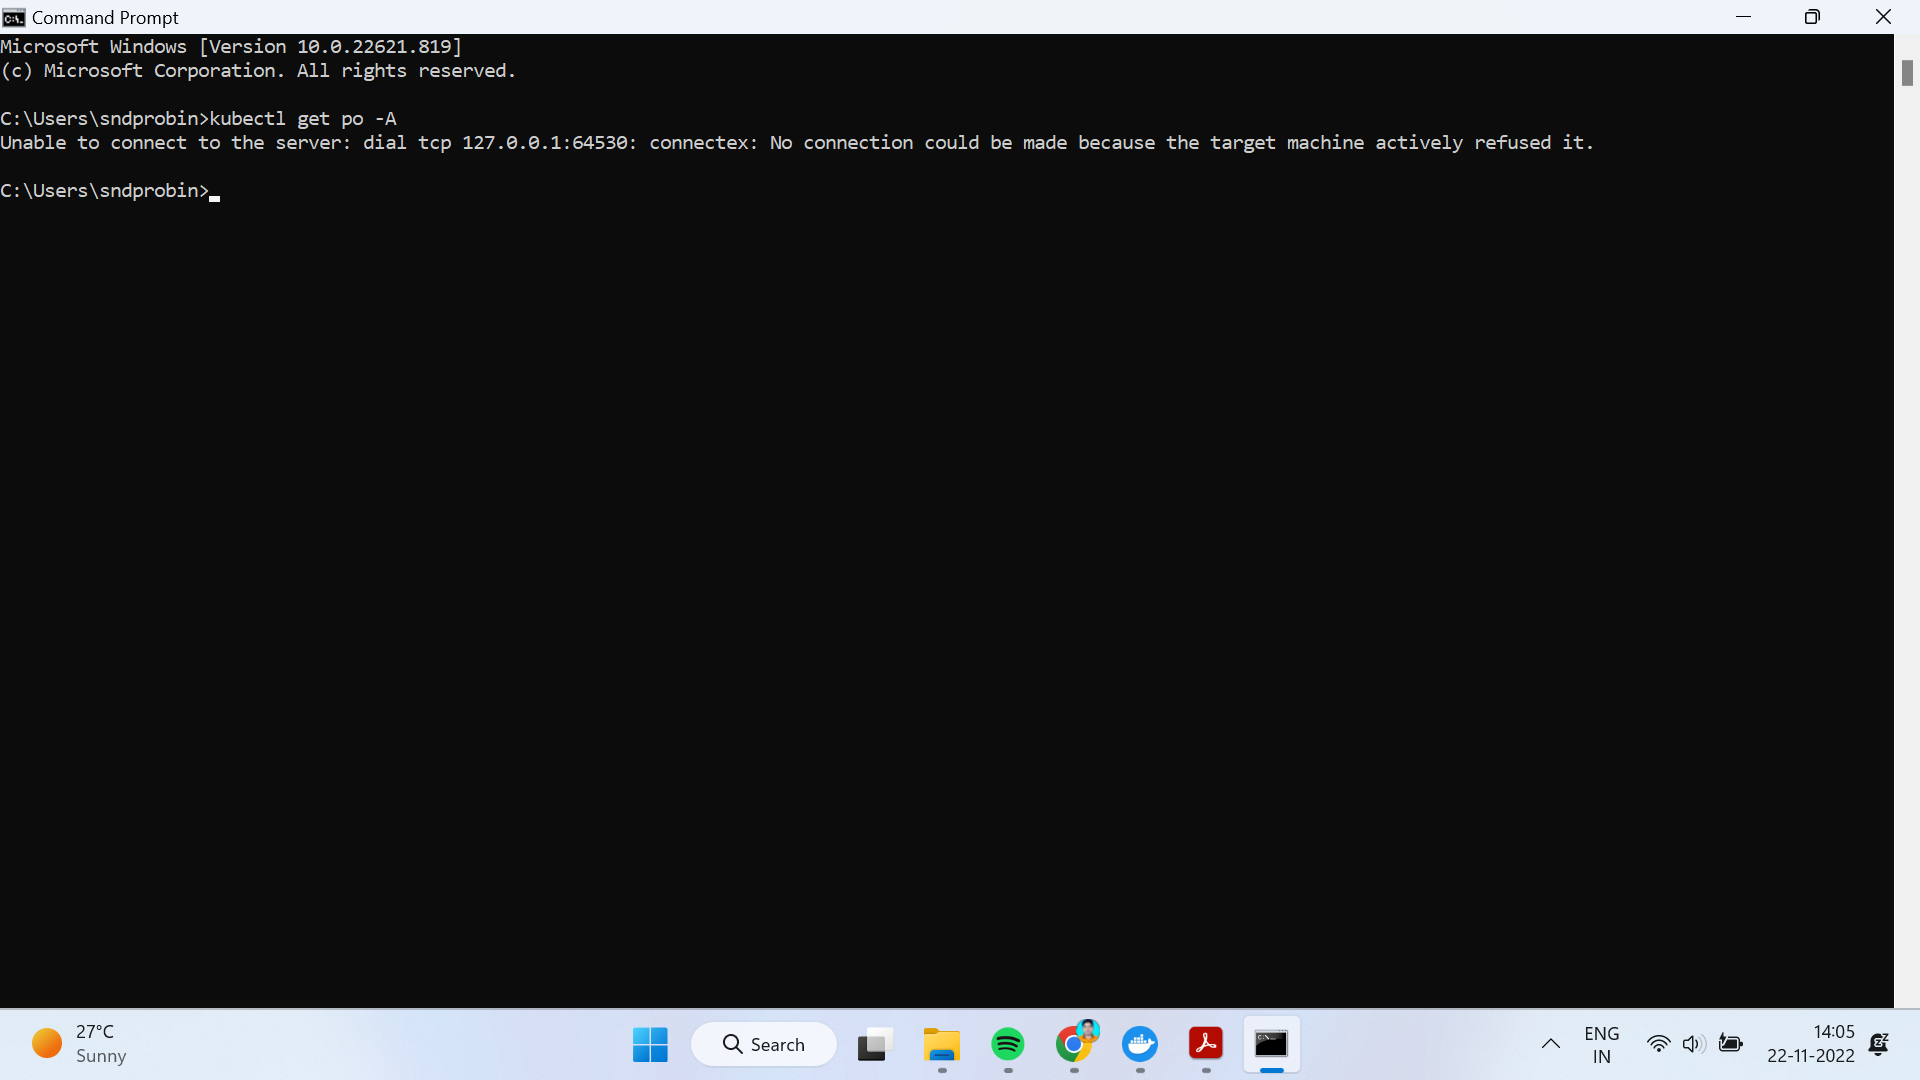 Command Prompt
Microsoft Windows [Version 10.0.22621.819]
(c) Microsoft Corporation. All rights reserved.
C:\Users\sndprobin>kubectl get po -A
Unable to connect to the server: dial tcp 127.0.0.1:64530: connectex: No connection could be made because the target machine actively refused it.
C:\Users\sndprobin>
27°C
Sunny
Search
ENG
IN
14:05
22-11-2022